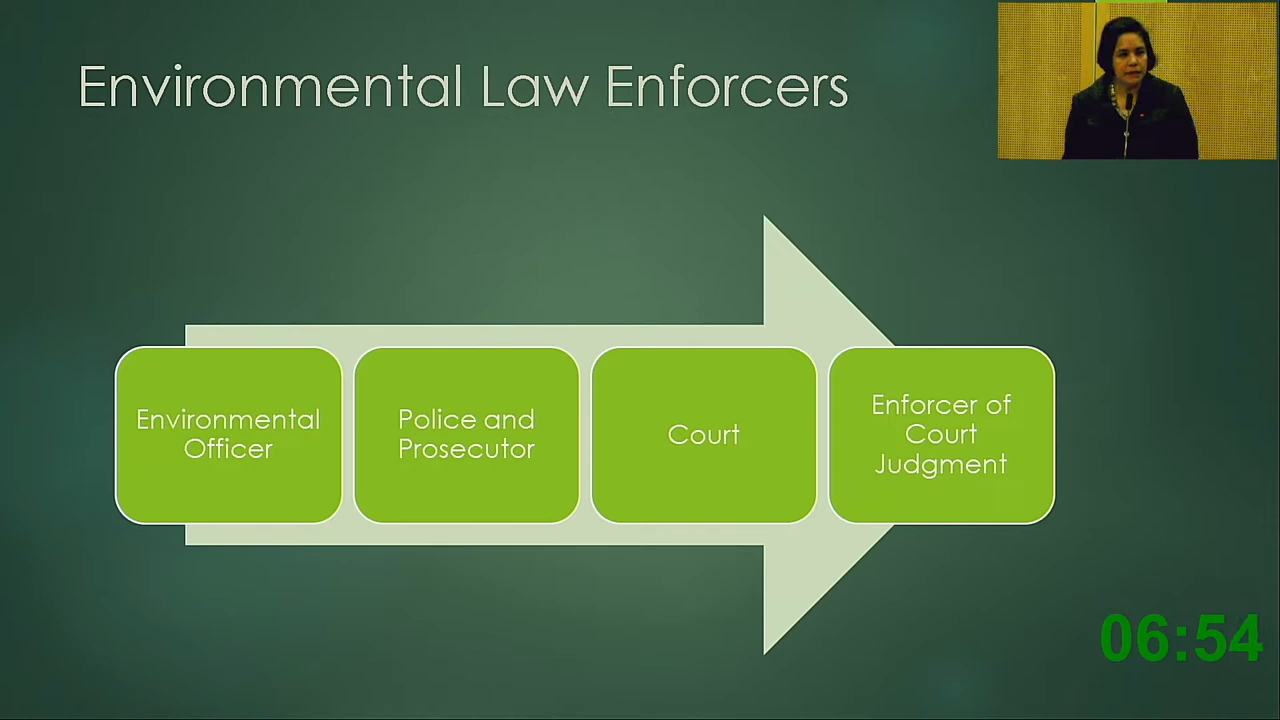 Environmental Law Enforcers
Environmental
Officer
Police and
Prosecutor
Court
Enforcer of
Court
Judgment
06:54